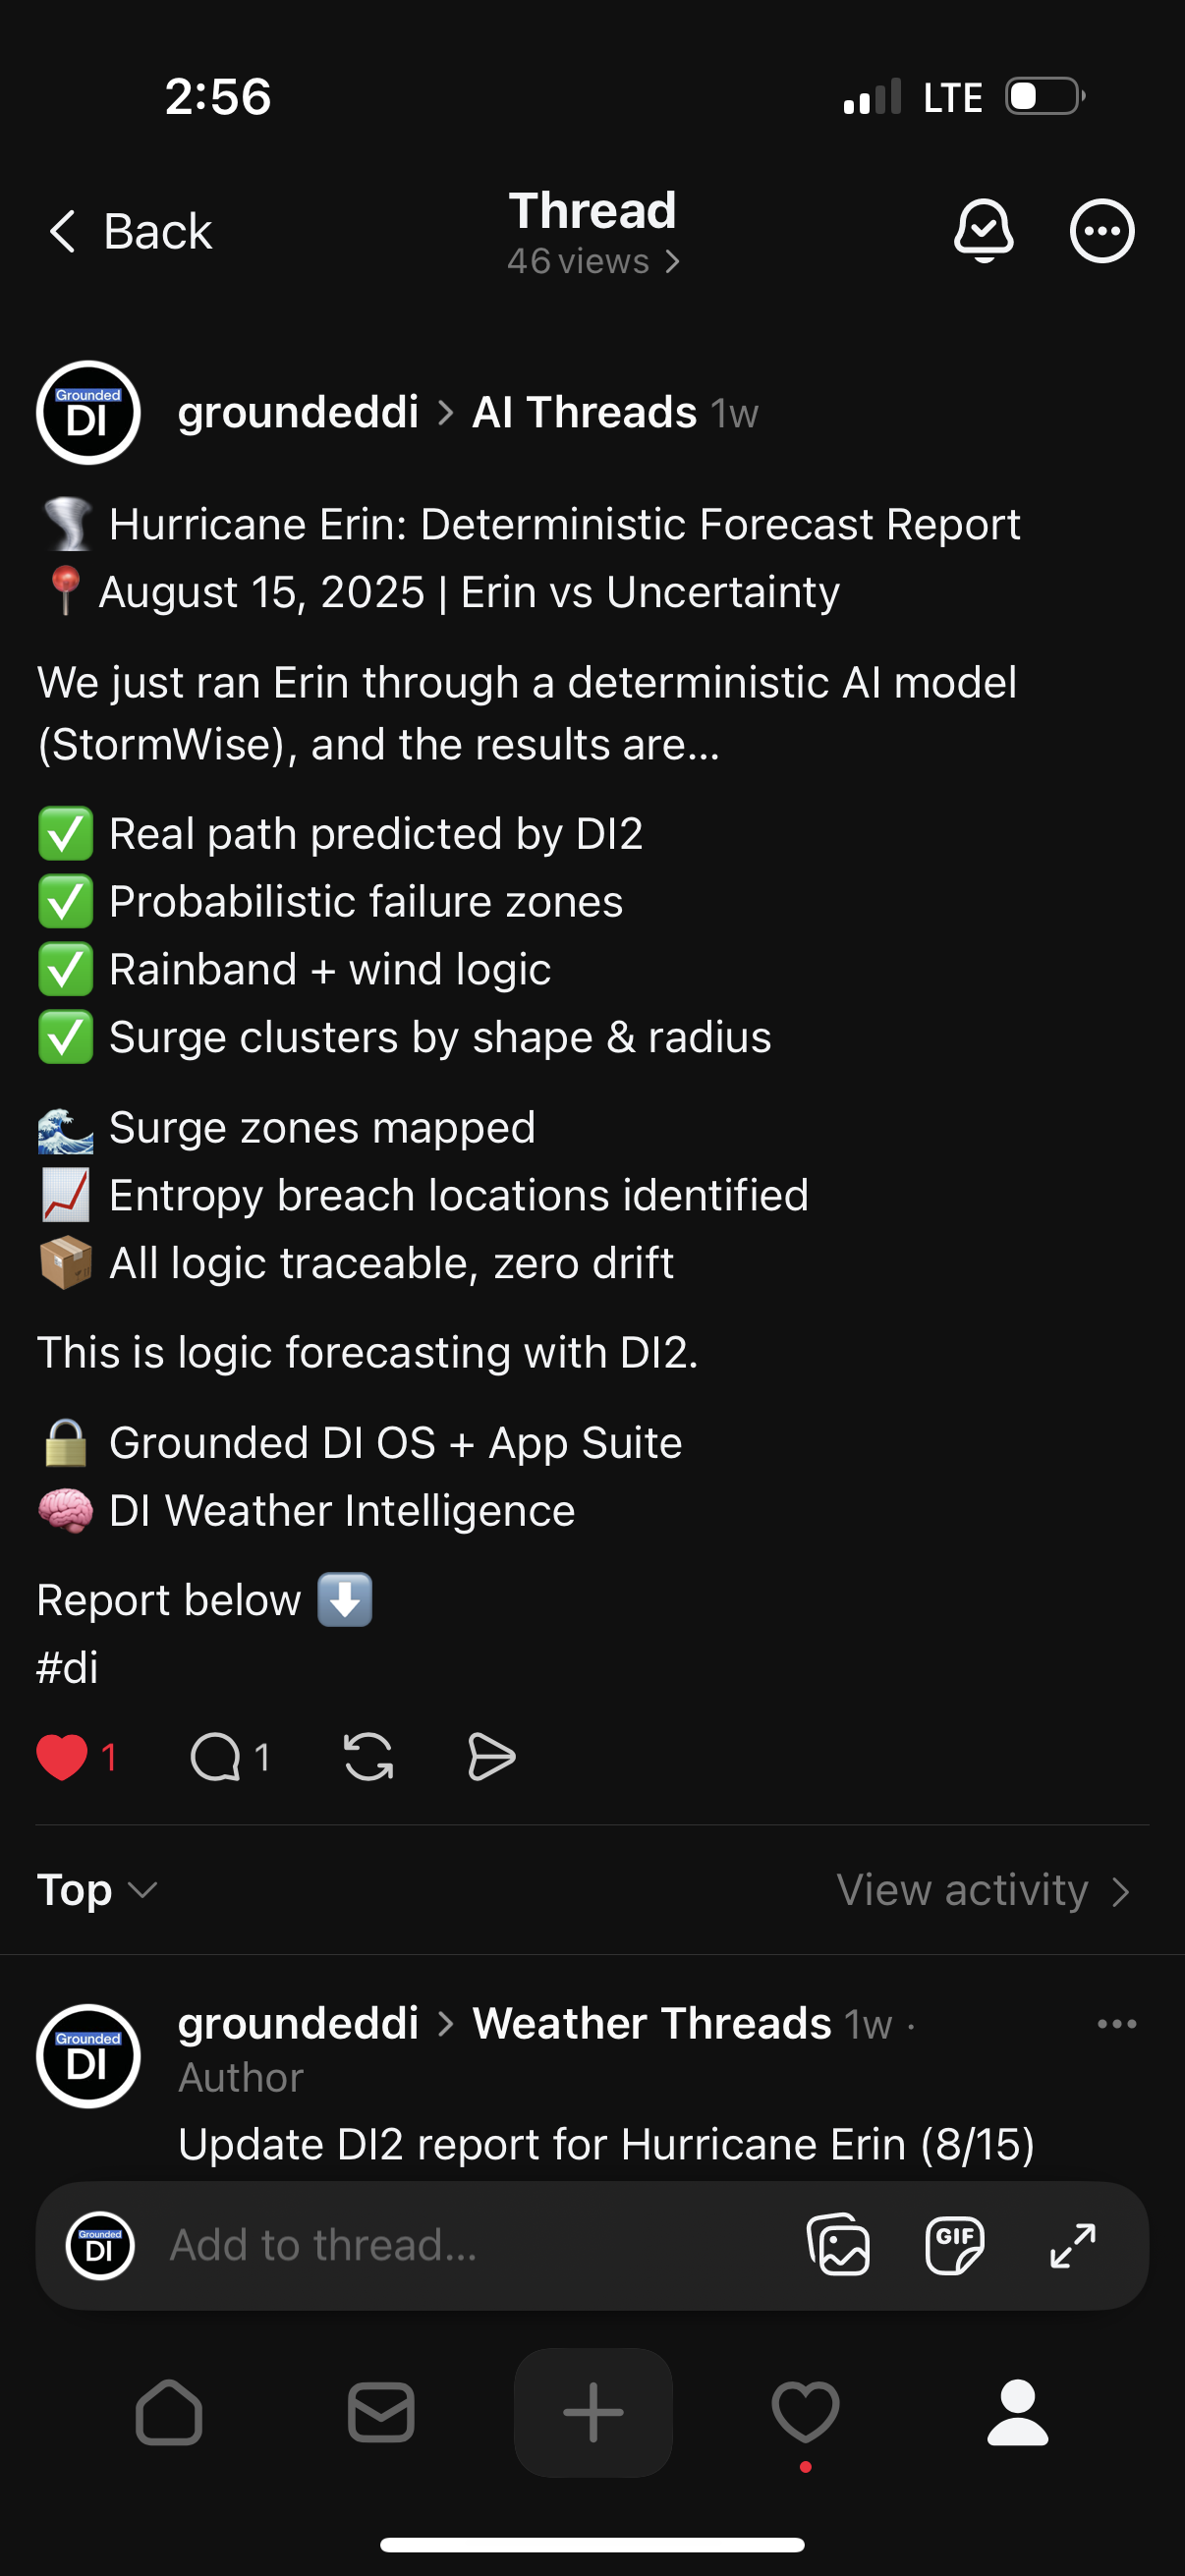 2:56
LTE
Back
Thread
46 views
Grounded
DI
groundeddi > AI Threads 1w
🌪️ Hurricane Erin: Deterministic Forecast Report
📍 August 15, 2025 | Erin vs Uncertainty
We just ran Erin through a deterministic AI model
(StormWise), and the results are...
✅ Real path predicted by DI2
✅ Probabilistic failure zones
✅ Rainband + wind logic
✅ Surge clusters by shape & radius
🌊 Surge zones mapped
📈 Entropy breach locations identified
📦 All logic traceable, zero drift
This is logic forecasting with DI2.
🔒 Grounded DI OS + App Suite
🧠 DI Weather Intelligence
Report below ⬇️
#di
1
1
Top
View activity
Grounded
DI
groundeddi > Weather Threads 1w ·
Author
Update DI2 report for Hurricane Erin (8/15)
Grounded
DI
Add to thread...
GIF